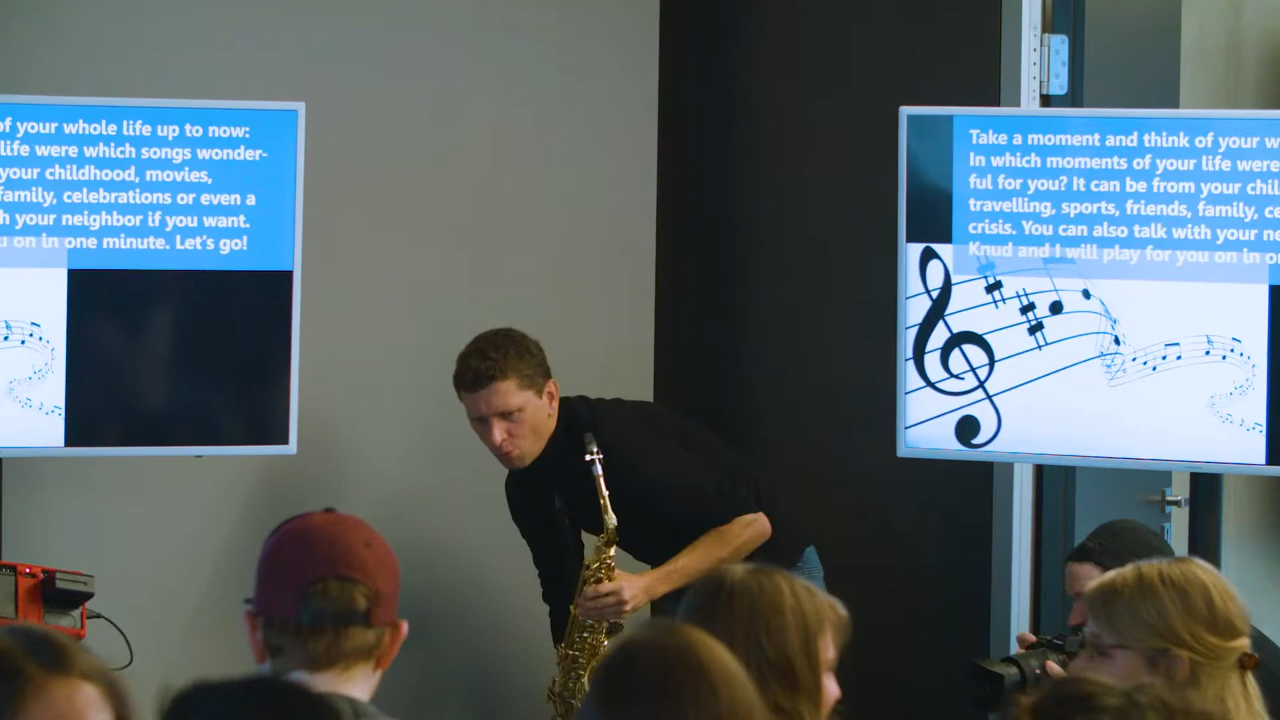 of your whole life up to now:
life were which songs wonder-
your childhood, movies,
family, celebrations or even a
your neighbor if you want.
on in one minute. Let's go!
Take a moment and think of your
In which moments of your life were
ful for you? It can be from your
travelling, sports, friends, family,
crisis. You can also talk with your
Knud and I will play for you on in